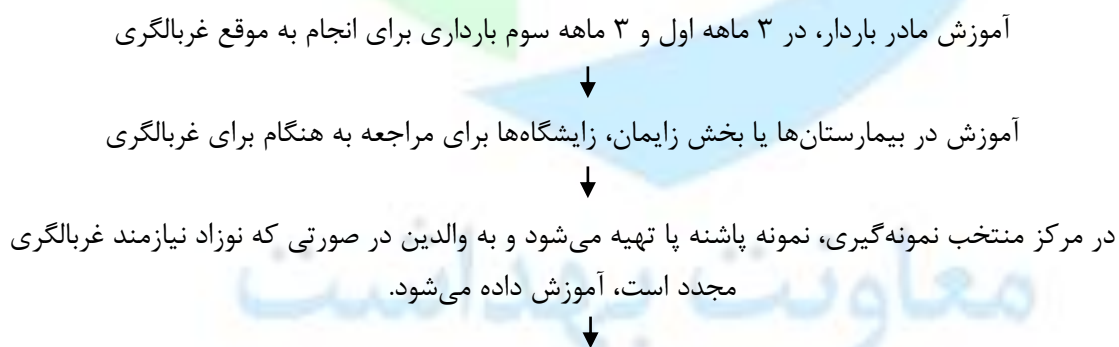 آموزش مادر باردار، در ۳ ماهه اول و ۳ ماهه سوم بارداری برای انجام به موقع غربالگری
آموزش در بیمارستان‌ها یا بخش زایمان، زایشگاه‌ها برای مراجعه به هنگام برای غربالگری
در مرکز منتخب نمونه‌گیری، نمونه پاشنه پا تهیه می‌شود و به والدین در صورتی که نوزاد نیازمند غربالگری
مجدد است، آموزش داده می‌شود.
معاونت بهداشت